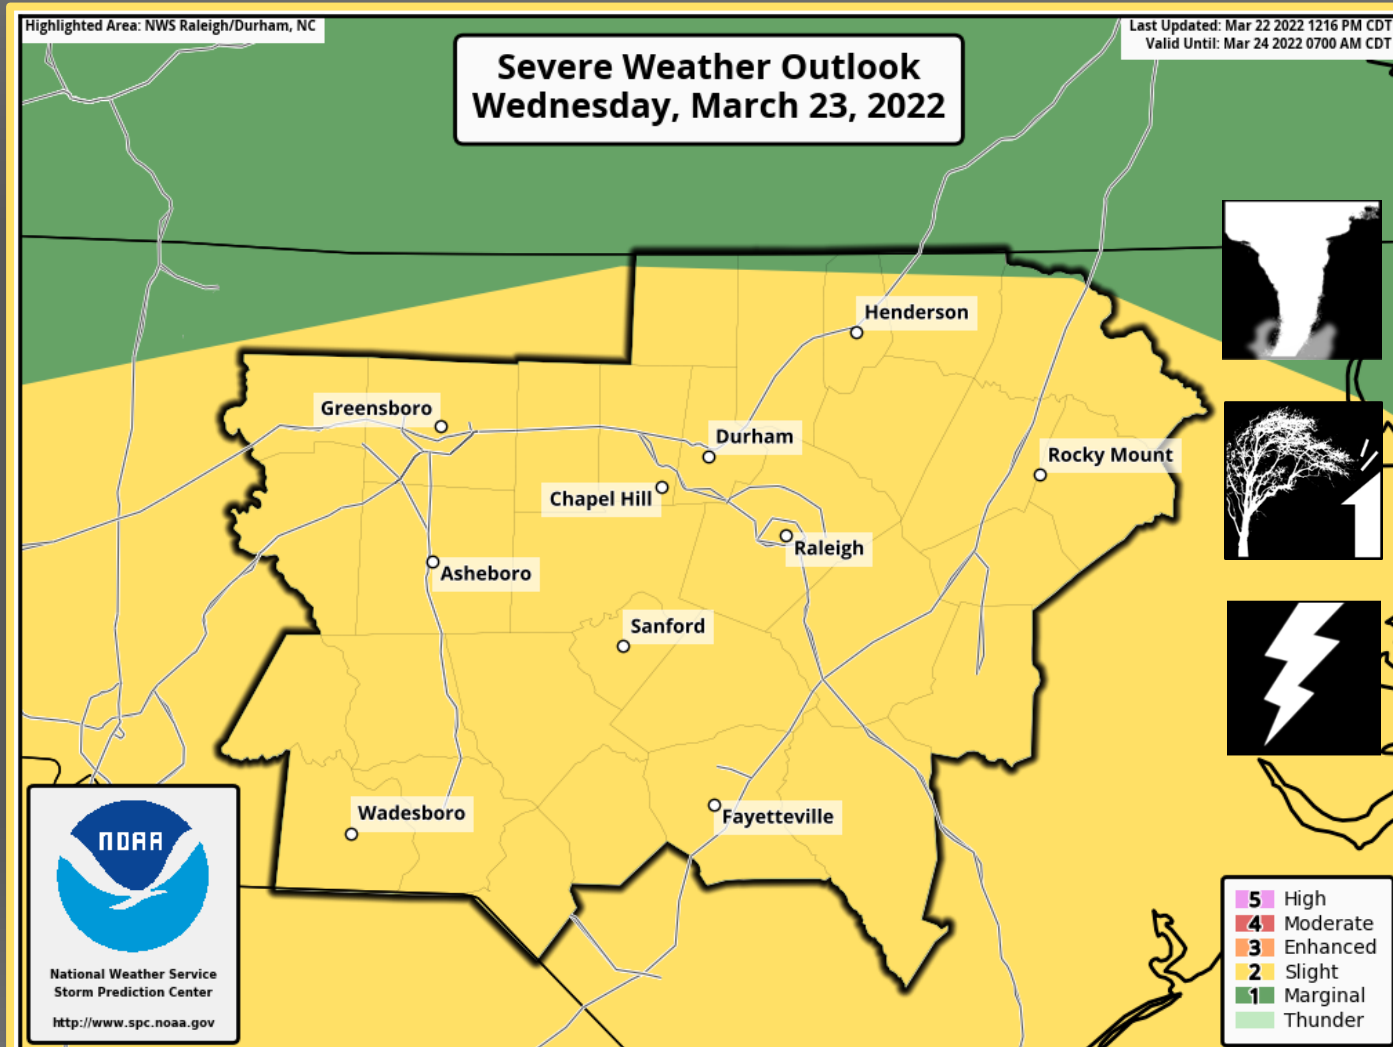 Highlighted Area: NWS Raleigh/Durham, NC
Last Updated: Mar 22 2022 1216 PM CDT
Valid Until: Mar 24 2022 0700 AM CDT
Severe Weather Outlook
Wednesday, March 23, 2022
Henderson
Greensboro
Durham
Rocky Mount
Chapel Hill
Raleigh
Asheboro
Sanford
Wadesboro
Fayetteville
NOAA
National Weather Service
Storm Prediction Center
http://www.spc.noaa.gov
5 High
4 Moderate
3 Enhanced
2 Slight
1 Marginal
Thunder